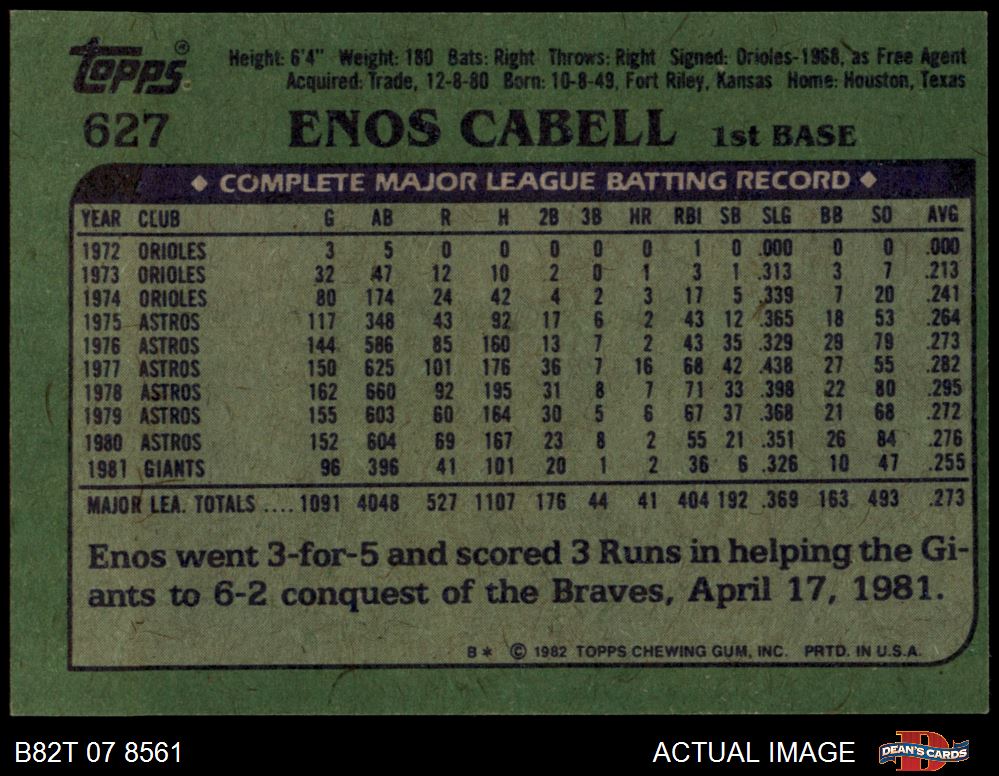 Topps®
Height: 6'4" Weight: 180 Bats: Right Throws: Right Signed: Orioles-1968, as Free Agent
Acquired: Trade, 12-8-80 Born: 10-8-49, Fort Riley, Kansas Home: Houston, Texas
627 ENOS CABELL 1st BASE
◆ COMPLETE MAJOR LEAGUE BATTING RECORD ◆
YEAR CLUB G AB R H 2B 3B HR RBI SB SLG BB SO AVG
1972 ORIOLES 3 5 0 0 0 0 0 1 0 .000 0 0 .000
1973 ORIOLES 32 47 12 10 2 0 1 3 1 .313 3 7 .213
1974 ORIOLES 80 174 24 42 4 2 3 17 5 .339 7 20 .241
1975 ASTROS 117 348 43 92 17 6 2 43 12 .365 18 53 .264
1976 ASTROS 144 586 85 160 13 7 2 43 35 .329 29 79 .273
1977 ASTROS 150 625 101 176 36 7 16 68 42 .438 27 55 .282
1978 ASTROS 162 660 92 195 31 8 7 71 33 .398 22 80 .295
1979 ASTROS 155 603 60 164 30 5 6 67 37 .368 21 68 .272
1980 ASTROS 152 604 69 167 23 8 2 55 21 .351 26 84 .276
1981 GIANTS 96 396 41 101 20 1 2 36 6 .326 10 47 .255
MAJOR LEA. TOTALS .... 1091 4048 527 1107 176 44 41 404 192 .369 163 493 .273
Enos went 3-for-5 and scored 3 Runs in helping the Gi-
ants to 6-2 conquest of the Braves, April 17, 1981.
B* © 1982 TOPPS CHEWING GUM, INC. PRTD. IN U.S.A.
B82T 07 8561 ACTUAL IMAGE DEAN'S CARDS